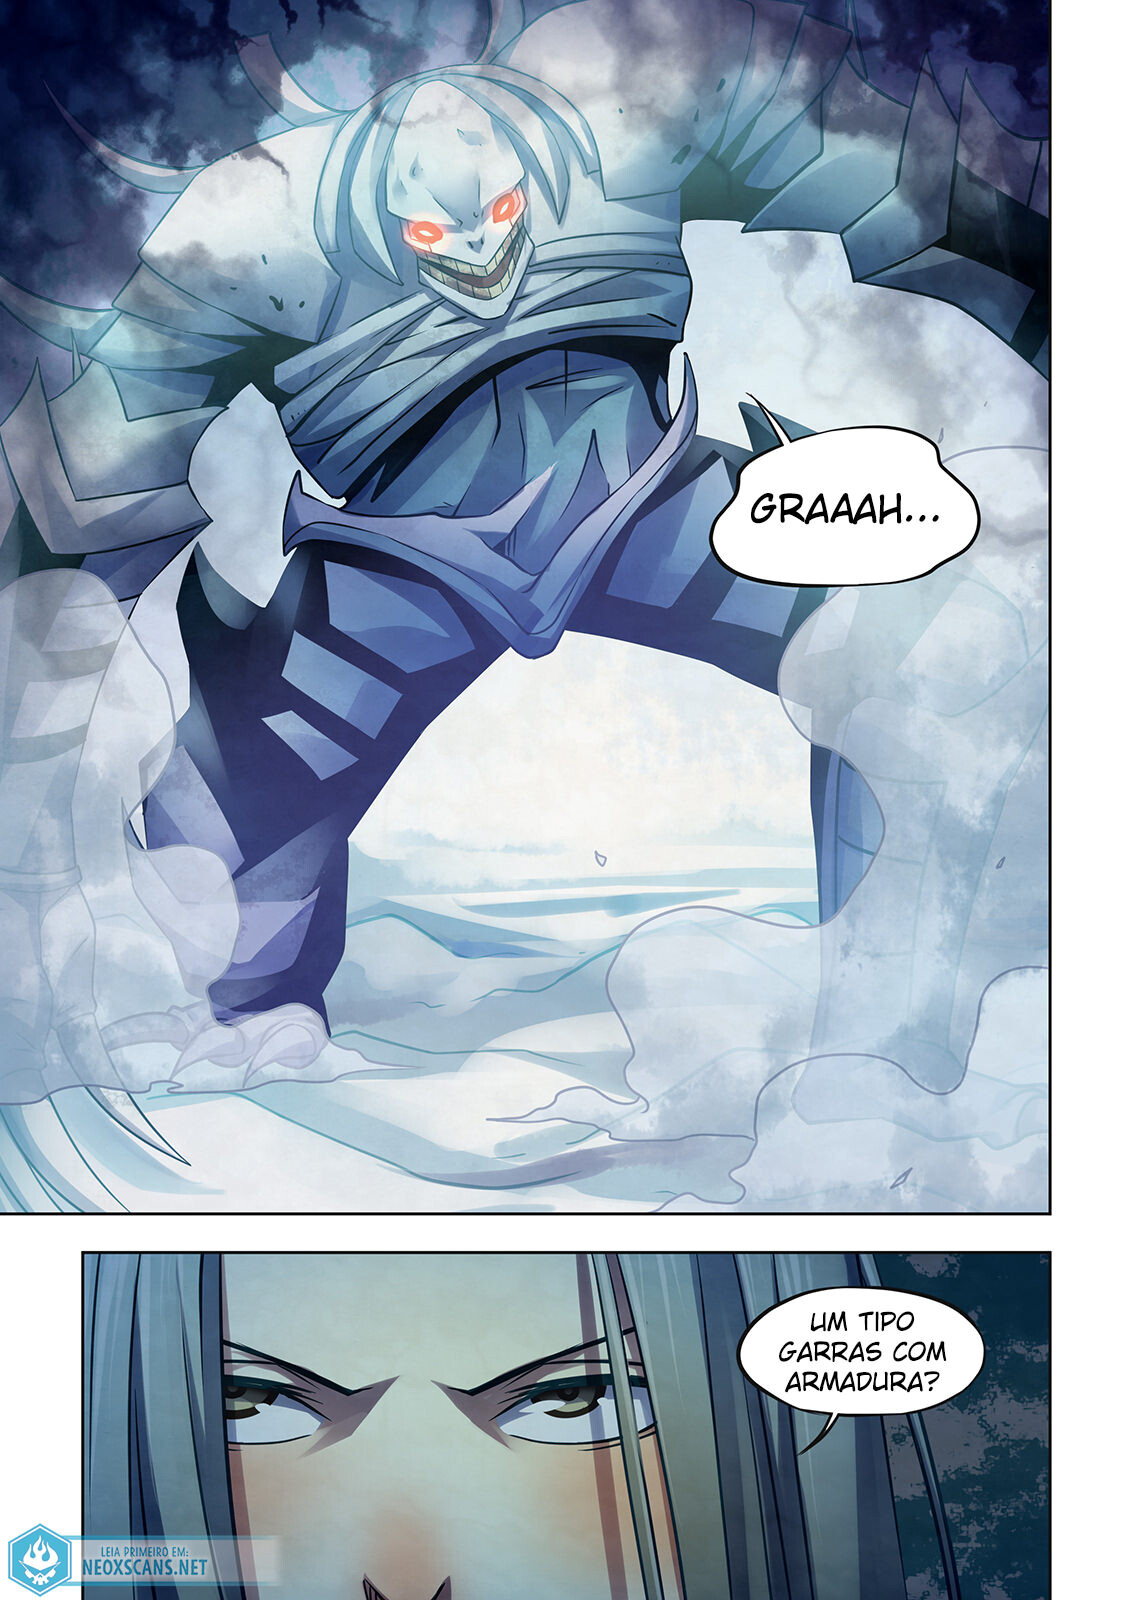 GRAAAH...
UM TIPO
GARRAS COM
ARMADURA?
LEIA PRIMEIRO EM:
NEOXSCANS.NET